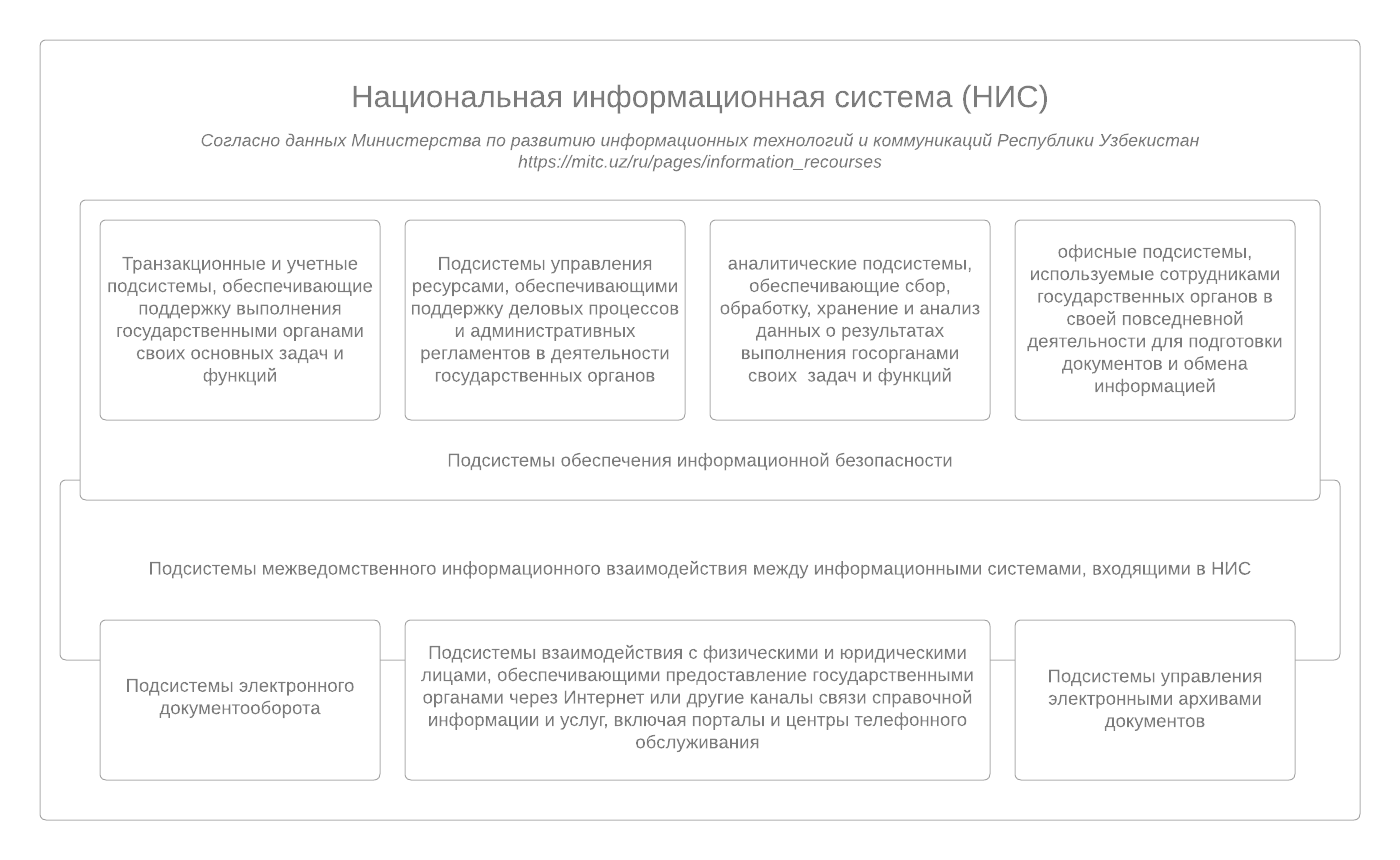 Национальная информационная система (НИС)
Согласно данных Министерства по развитию информационных технологий и коммуникаций Республики Узбекистан
https://mitc.uz/ru/pages/information_recourses
Транзакционные и учетные
подсистемы, обеспечивающие
поддержку выполнения
государственными органами
своих основных задач и
функций
Подсистемы управления
ресурсами, обеспечивающими
поддержку деловых процессов
и административных
регламентов в деятельности
государственных органов
аналитические подсистемы,
обеспечивающие сбор,
обработку, хранение и анализ
данных о результатах
выполнения госорганами
своих  задач и функций
офисные подсистемы,
используемые сотрудниками
государственных органов в
своей повседневной
деятельности для подготовки
документов и обмена
информацией
Подсистемы обеспечения информационной безопасности
Подсистемы межведомственного информационного взаимодействия между информационными системами, входящими в НИС
Подсистемы электронного
документооборота
Подсистемы взаимодействия с физическими и юридическими
лицами, обеспечивающими предоставление государственными
органами через Интернет или другие каналы связи справочной
информации и услуг, включая порталы и центры телефонного
обслуживания
Подсистемы управления
электронными архивами
документов